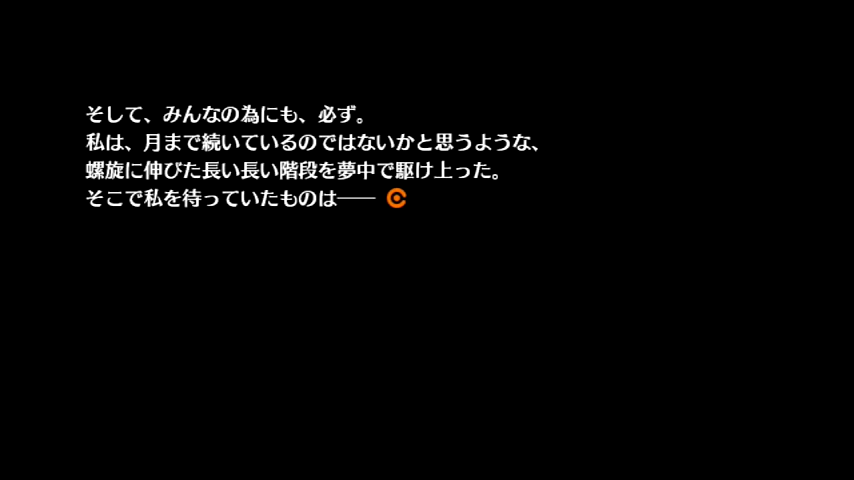 そして、みんなの為にも、必ず。
私は、月まで続いているのではないかと思うような、
螺旋に伸びた長い長い階段を夢中で駆け上った。
そこで私を待っていたものは――